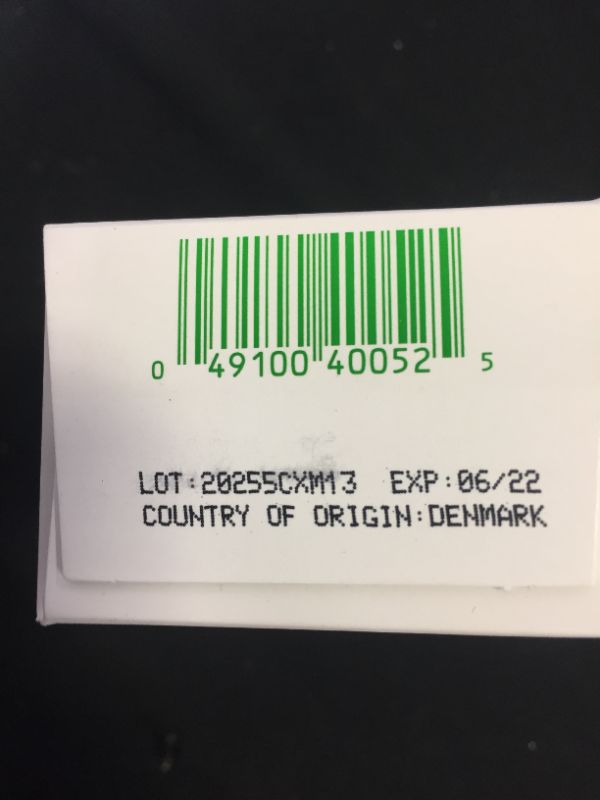 0 49100 40052 5
LOT:20255CXM13 EXP:06/22
COUNTRY OF ORIGIN:DENMARK